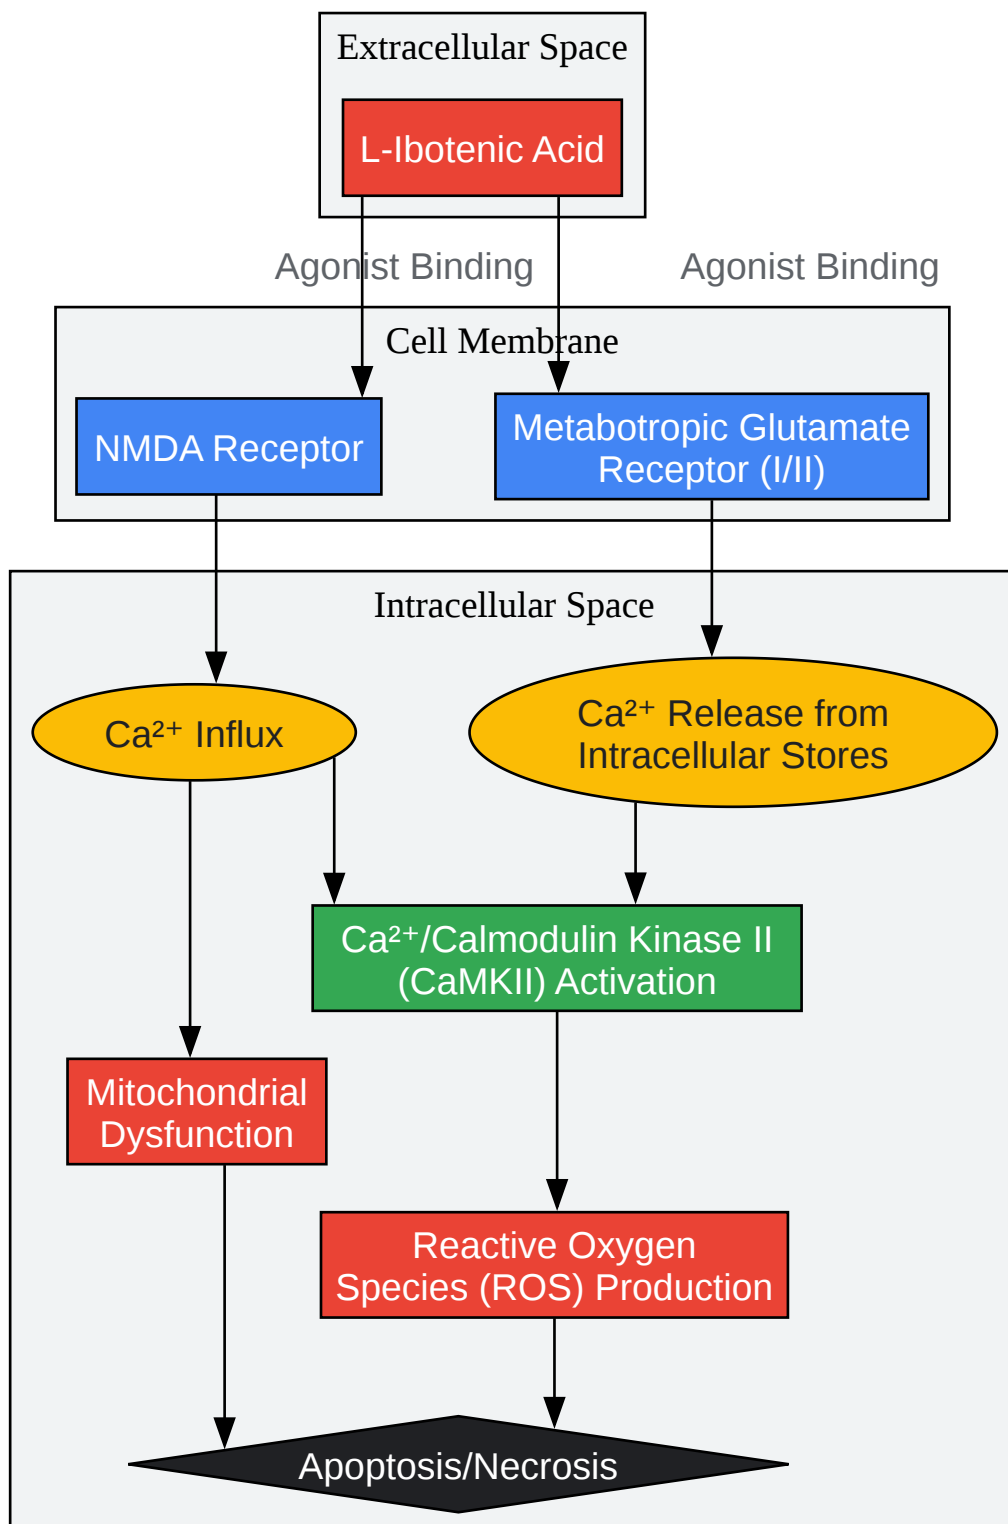 Extracellular Space
L-Ibotenic Acid
Agonist Binding
Agonist Binding
Cell Membrane
NMDA Receptor
Metabotropic Glutamate
Receptor (I/II)
Intracellular Space
Ca²⁺ Influx
Ca²⁺ Release from
Intracellular Stores
Ca²⁺/Calmodulin Kinase II
(CaMKII) Activation
Mitochondrial
Dysfunction
Reactive Oxygen
Species (ROS) Production
Apoptosis/Necrosis